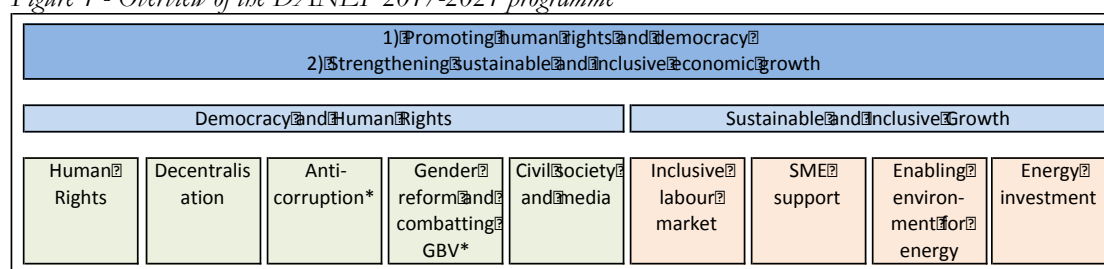 Figure 1 - Overview of the DANEP 2017-2021 programme
1) Promoting human rights and democracy
2) Strengthening sustainable and inclusive economic growth
Democracy and Human Rights
Sustainable and Inclusive Growth
Human
Rights
Decentralis
ation
Anti-
corruption*
Gender
reform and
combatting
GBV*
Civil society
and media
Inclusive
labour
market
SME
support
Enabling
environ-
ment for
energy
Energy
investment